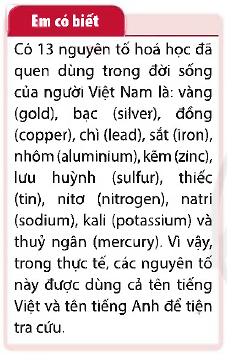 Em có biết
Có 13 nguyên tố hoá học đã
quen dùng trong đời sống
của người Việt Nam là: vàng
(gold), bạc (silver), đồng
(copper), chì (lead), sắt (iron),
nhôm (aluminium), kẽm (zinc),
lưu huỳnh (sulfur), thiếc
(tin), nitơ (nitrogen), natri
(sodium), kali (potassium) và
thuỷ ngân (mercury). Vì vậy,
trong thực tế, các nguyên tố
này được dùng cả tên tiếng
Việt và tên tiếng Anh để tiện
tra cứu.